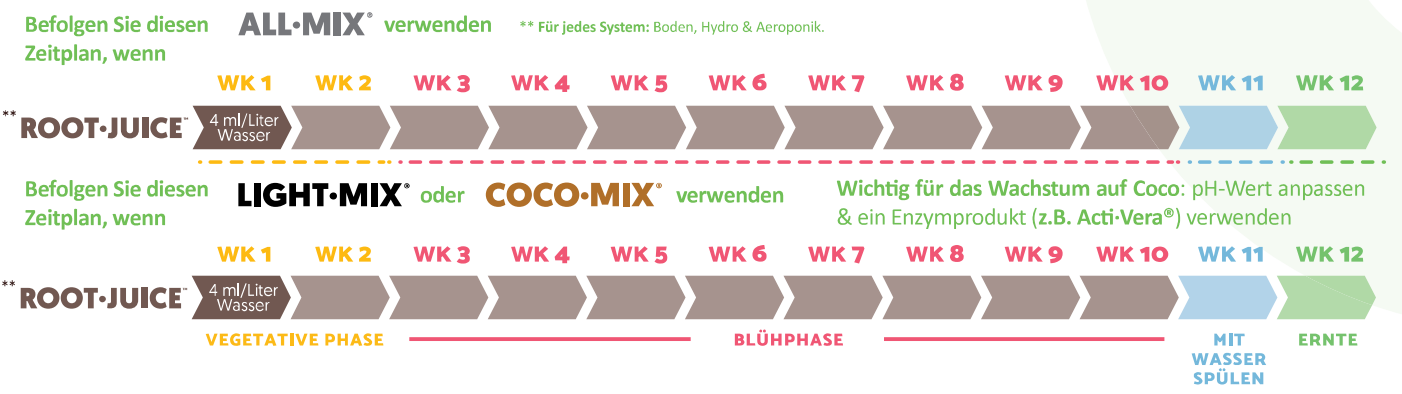 Befolgen Sie diesen ALL·MIX® verwenden ** Für jedes System: Boden, Hydro & Aeroponik.
Zeitplan, wenn
WK 1 WK 2 WK 3 WK 4 WK 5 WK 6 WK 7 WK 8 WK 9 WK 10 WK 11 WK 12
** ROOT·JUICE™ 4 ml/Liter
Wasser
Befolgen Sie diesen LIGHT·MIX® oder COCO·MIX® verwenden Wichtig für das Wachstum auf Coco: pH-Wert anpassen
Zeitplan, wenn & ein Enzymprodukt (z.B. Acti·Vera®) verwenden
WK 1 WK 2 WK 3 WK 4 WK 5 WK 6 WK 7 WK 8 WK 9 WK 10 WK 11 WK 12
** ROOT·JUICE™ 4 ml/Liter
Wasser
VEGETATIVE PHASE BLÜHPHASE MIT ERNTE
WASSER
SPÜLEN